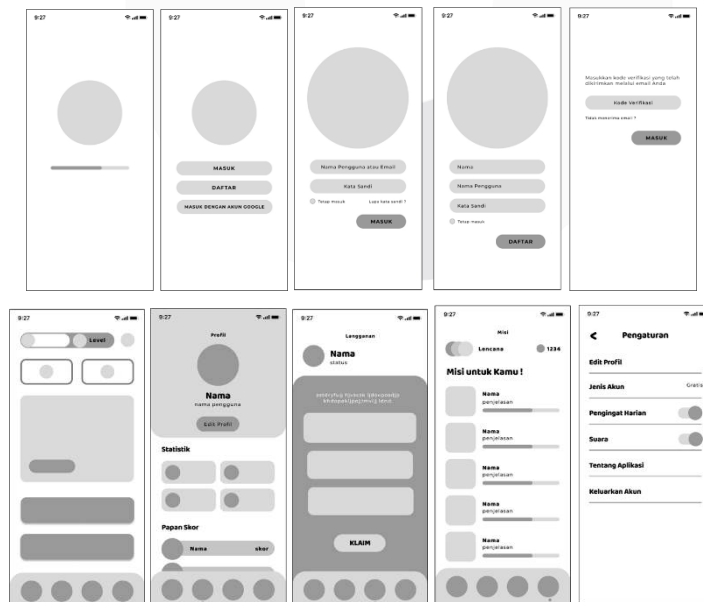 9:27
9:27
MASUK
DAFTAR
MASUK DENGAN AKUN GOOGLE
9:27
Nama Pengguna atau Email
Kata Sandi
Tetap masuk
Lupa kata sandi ?
MASUK
9:27
Nama
Nama Pengguna
Kata Sandi
Tetap masuk
DAFTAR
9:27
Masukkan kode verifikasi yang telah
dikirimkan melalui email Anda
Kode Verifikasi
Tidak menerima email ?
MASUK
9:27
Level
9:27
Profil
Nama
nama pengguna
Edit Profil
Statistik
Papan Skor
Nama
skor
9:27
Langganan
Nama
status
KLAIM
9:27
Misi
Lencana
1234
Misi untuk Kamu !
Nama
penjelasan
Nama
penjelasan
Nama
penjelasan
Nama
penjelasan
Nama
penjelasan
9:27
<
Pengaturan
Edit Profil
Jenis Akun
Gratis
Pengingat Harian
Suara
Tentang Aplikasi
Keluarkan Akun